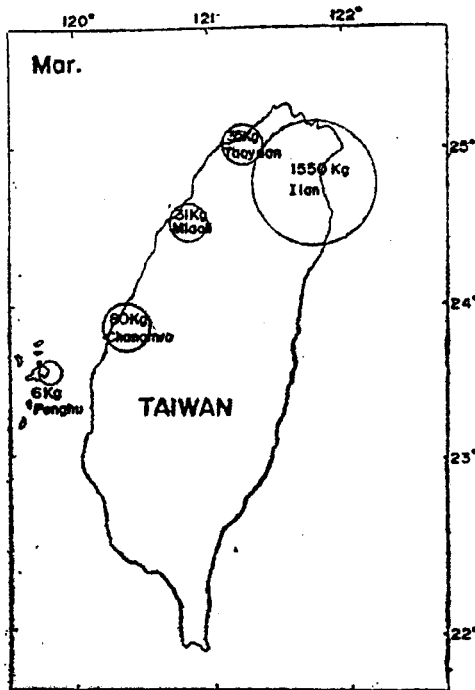 120°
121°
122°
Mar.
35Kg
Taoyuan
25°
1550 Kg
Ilan
31Kg
Miaoli
24°
80Kg
6Kg
Penghu
TAIWAN
23°
22°